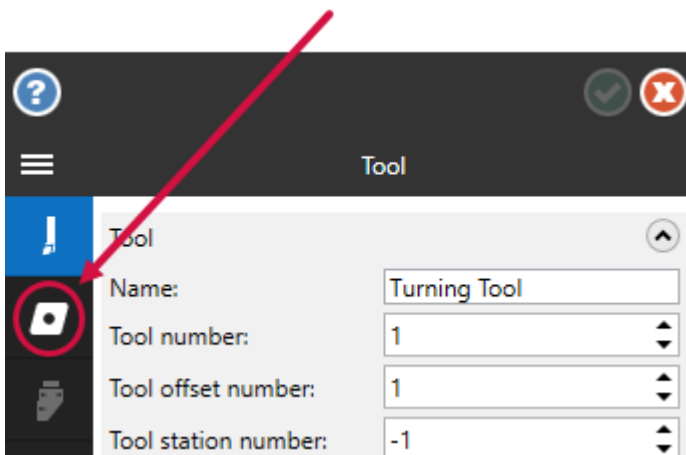 ?
Tool
Tool
Name: Turning Tool
Tool number: 1
Tool offset number: 1
Tool station number: -1